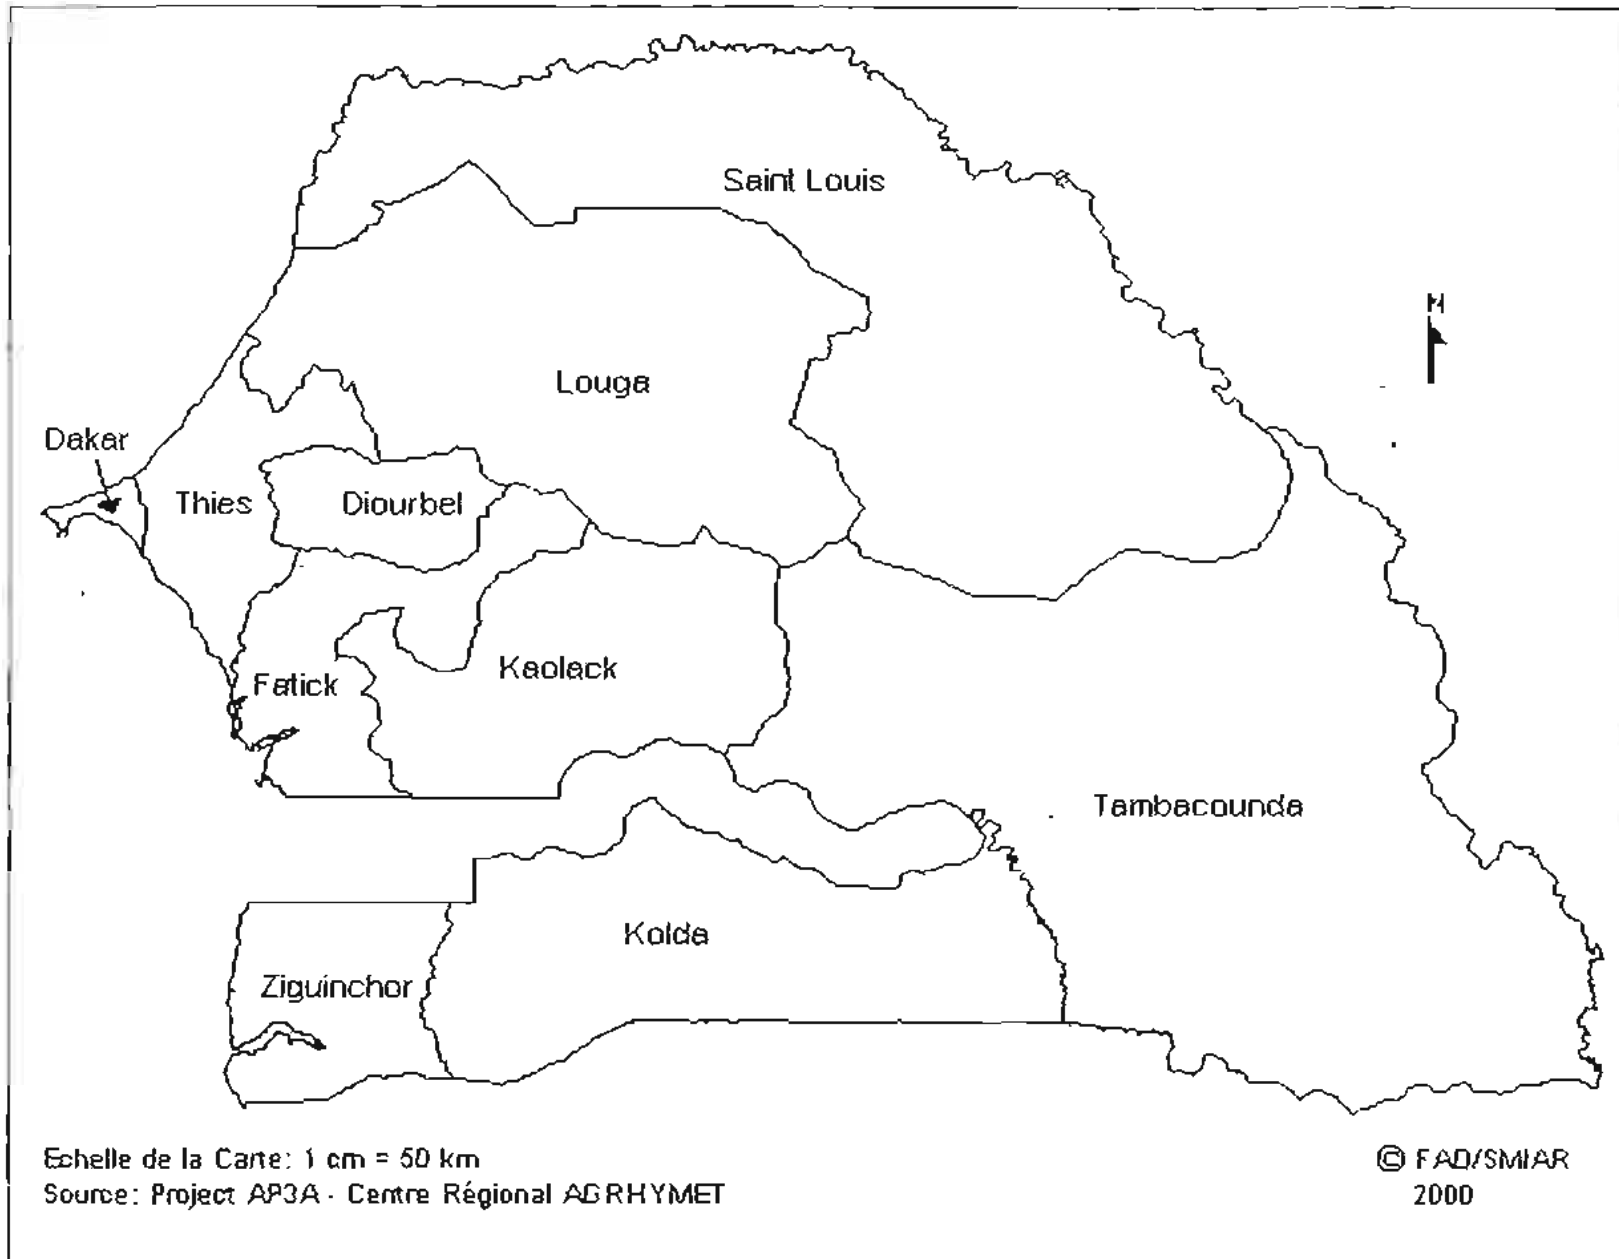 Saint Louis
N
Louga
Dakar
Thies
Diourbel
Fatick
Kaolack
Tambacounda
Kolda
Ziguinchor
Echelle de la Carte: 1 cm = 50 km
Source: Project AP3A - Centre Régional AGRHYMET
© FAO/SMIAR
2000